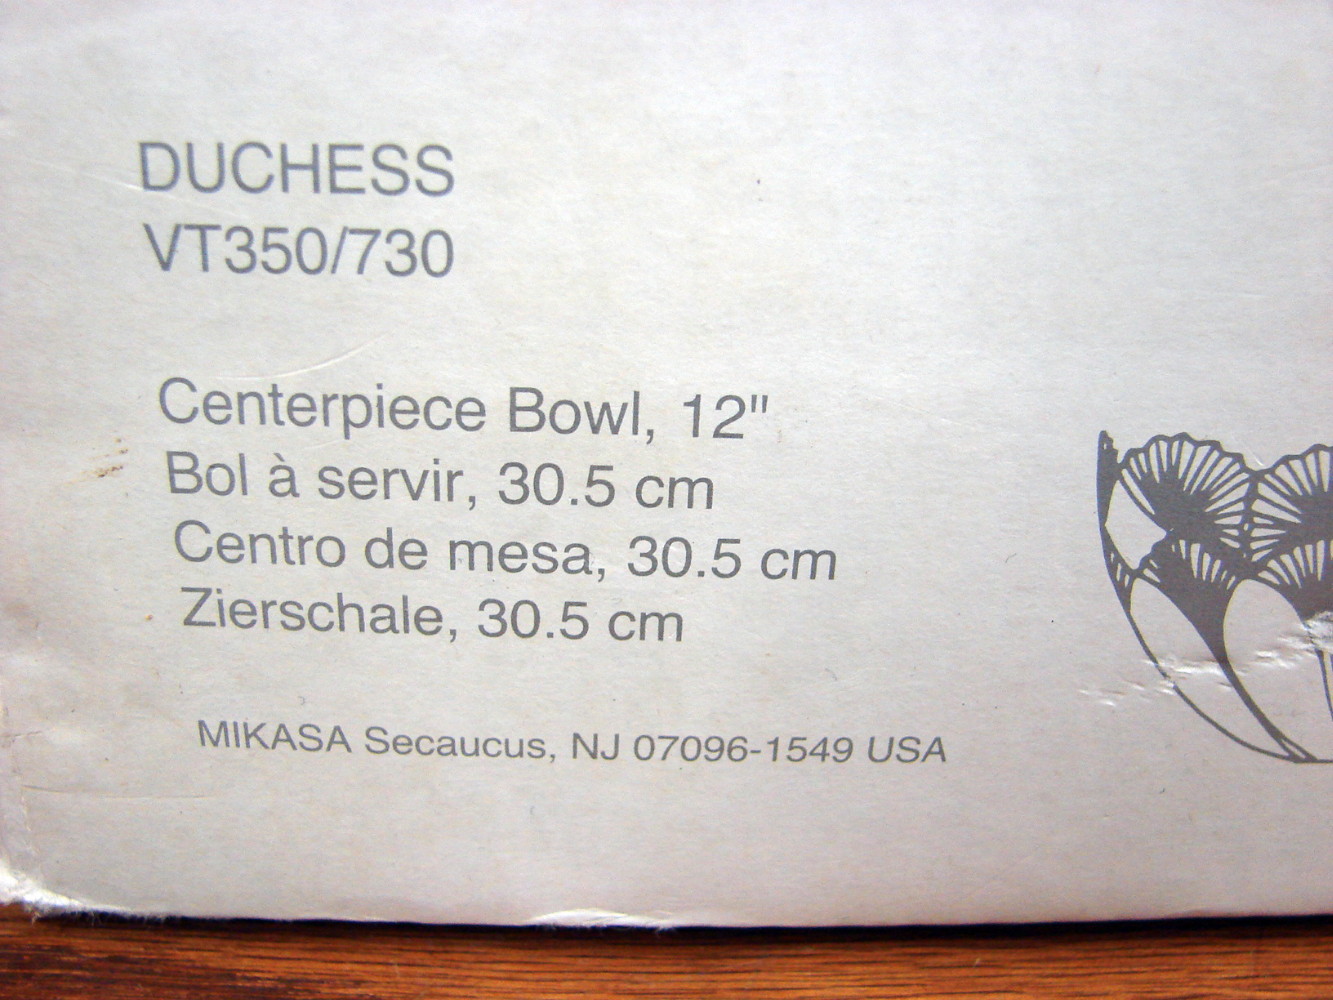 DUCHESS
VT350/730
Centerpiece Bowl, 12"
Bol à servir, 30.5 cm
Centro de mesa, 30.5 cm
Zierschale, 30.5 cm
MIKASA Secaucus, NJ 07096-1549 USA